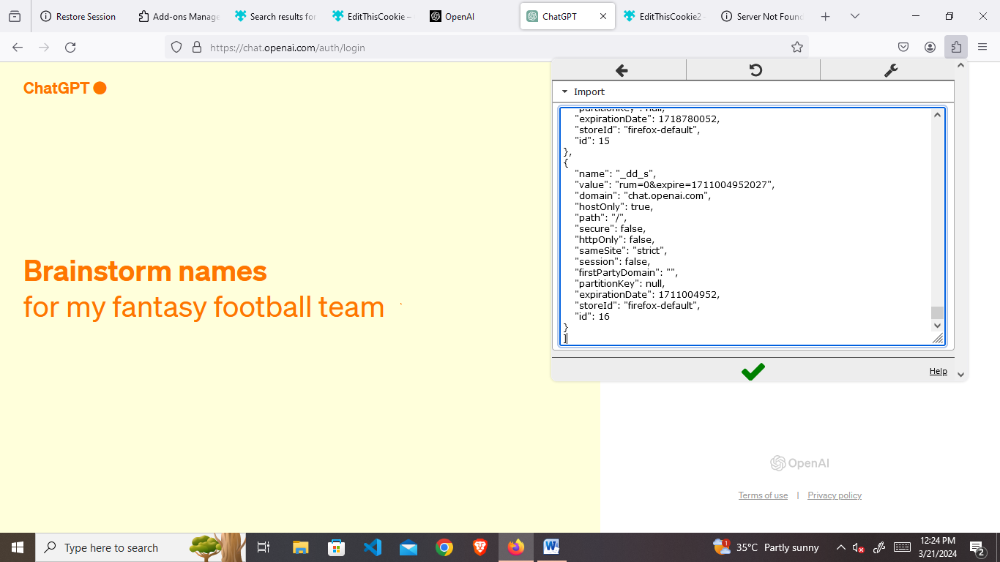 Restore Session
Add-ons Manage
Search results for
EditThisCookie –
OpenAI
ChatGPT
EditThisCookie2 -
Server Not Found
https://chat.openai.com/auth/login
ChatGPT
Import
"partitionKey": null,
"expirationDate": 1718780052,
"storeId": "firefox-default",
"id": 15
},
{
"name": "_dd_s",
"value": "rum=0&expire=1711004952027",
"domain": "chat.openai.com",
"hostOnly": true,
"path": "/",
"secure": false,
"httpOnly": false,
"sameSite": "strict",
"session": false,
"firstPartyDomain": "",
"partitionKey": null,
"expirationDate": 1711004952,
"storeId": "firefox-default",
"id": 16
}
]
Help
Brainstorm names
for my fantasy football team
OpenAI
Terms of use | Privacy policy
Type here to search
35°C Partly sunny
12:24 PM
3/21/2024
2